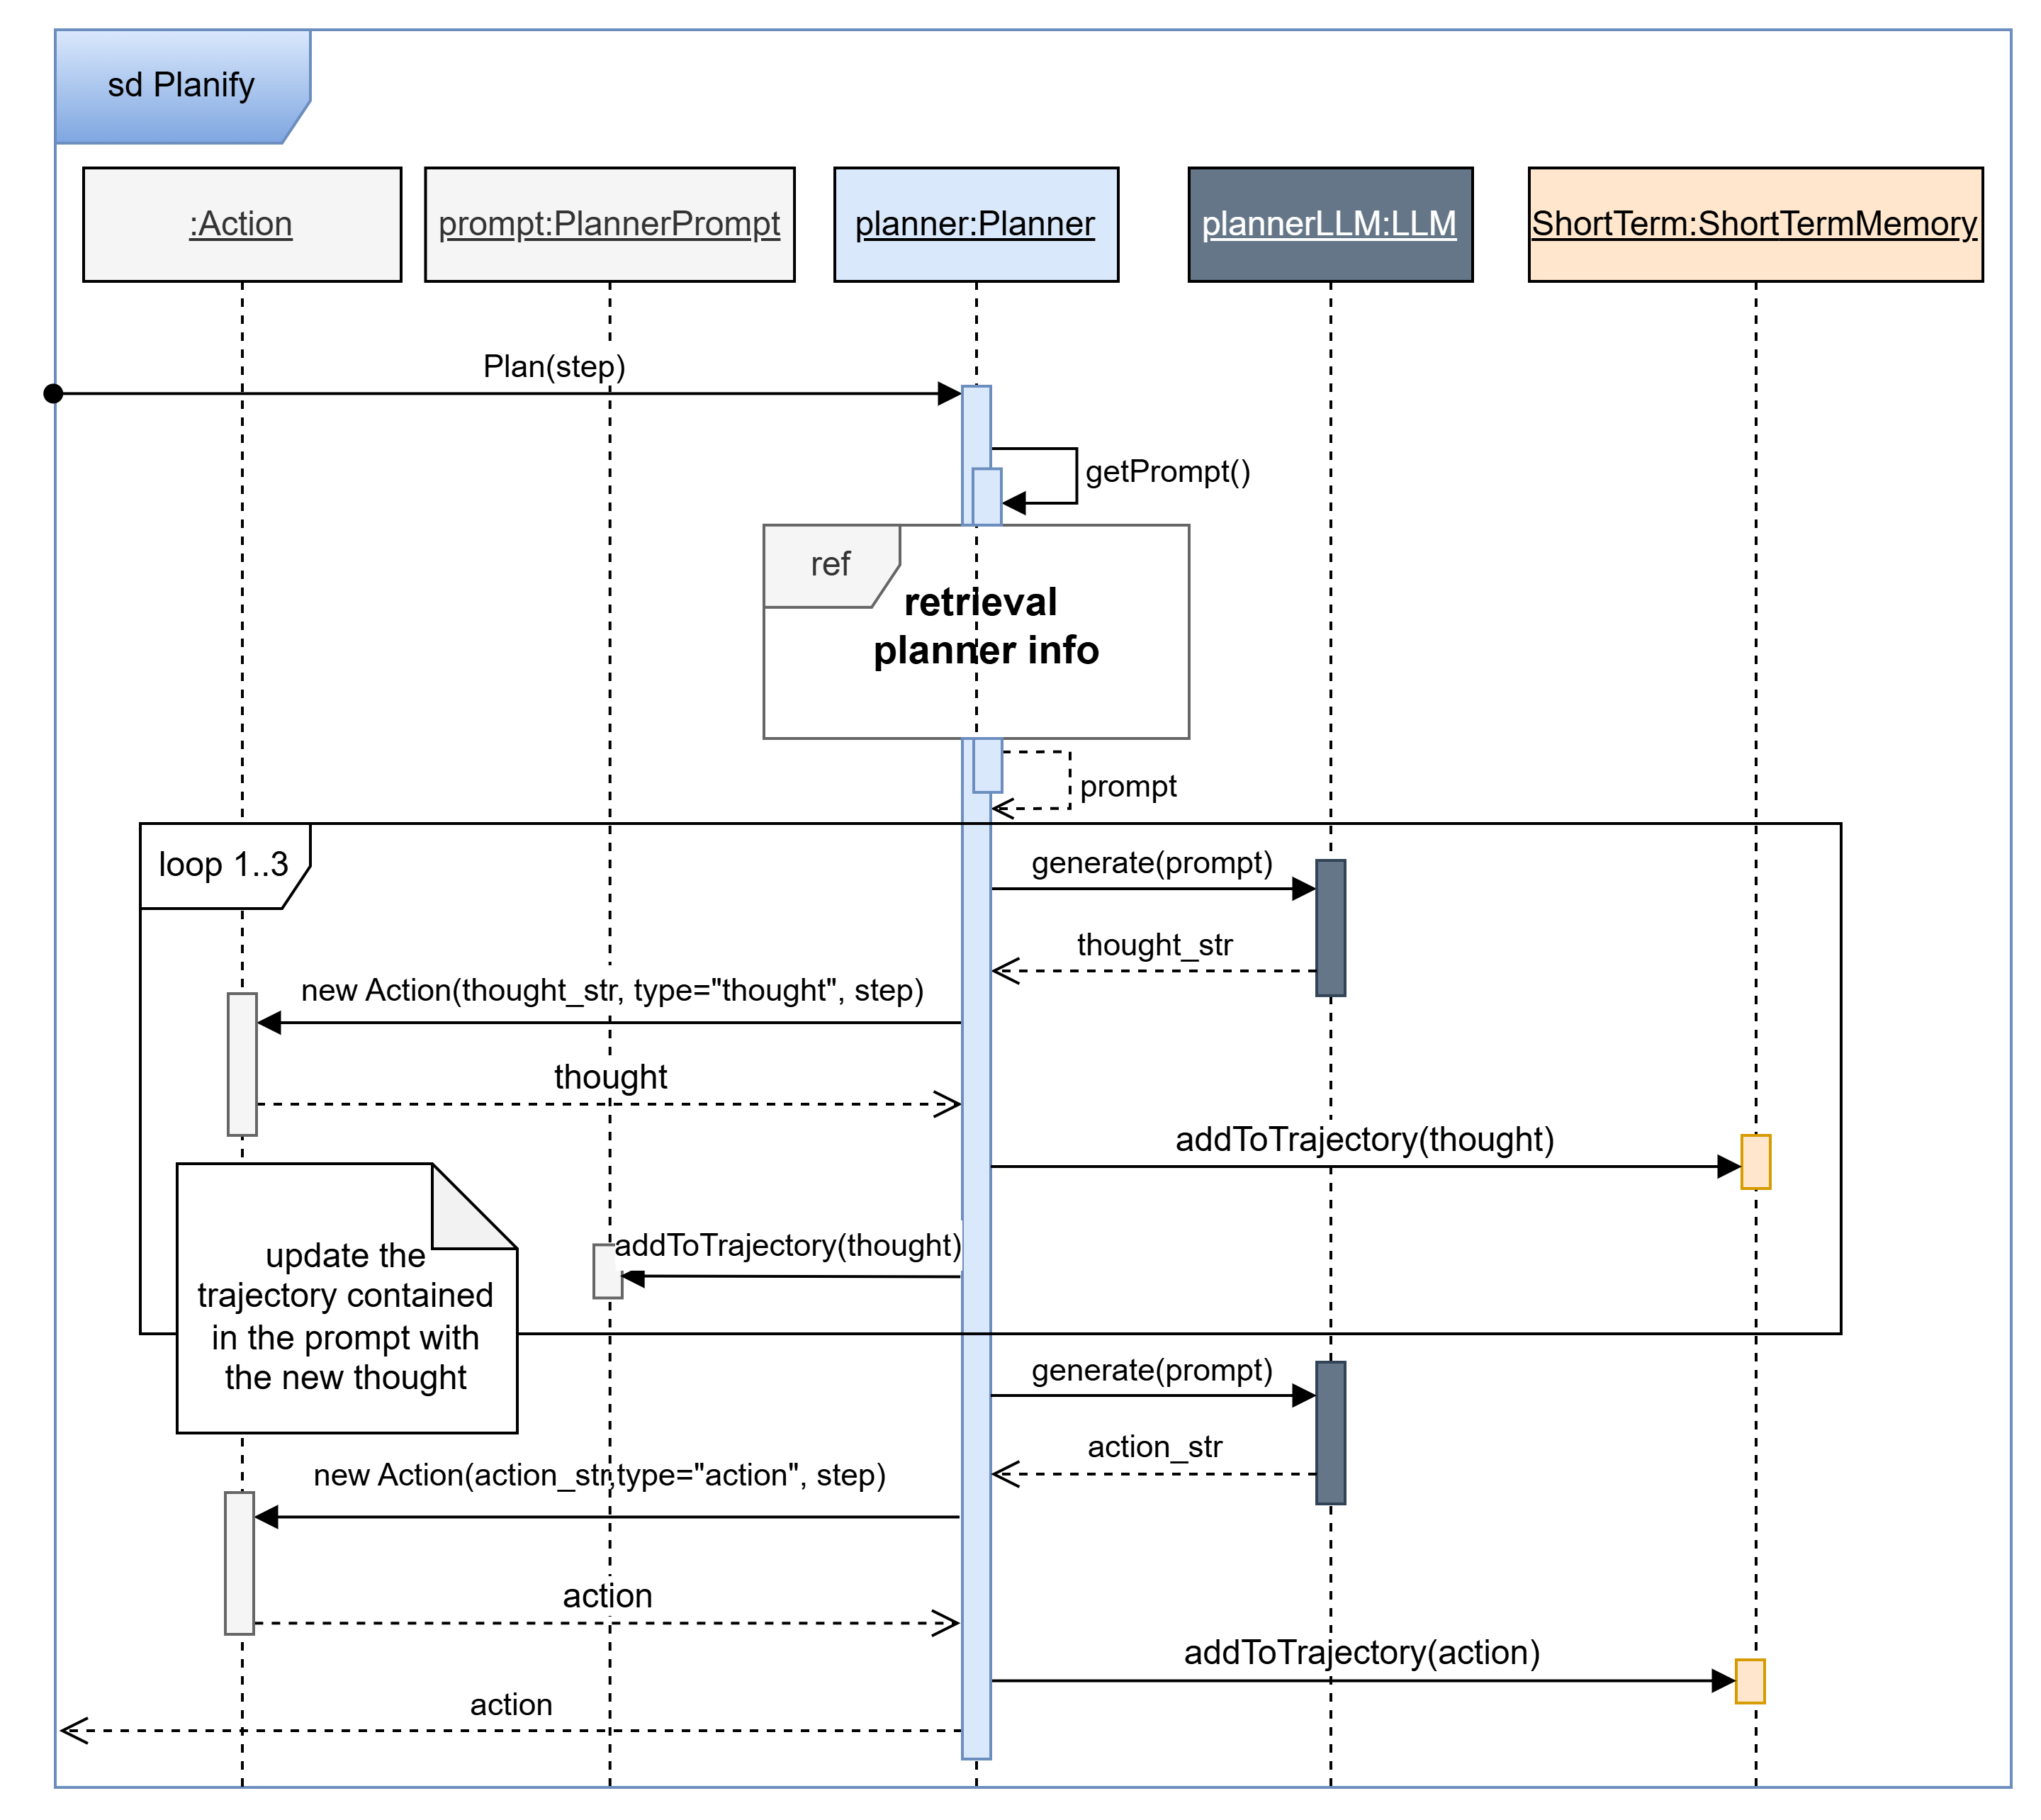 sd Planify
:Action
prompt:PlannerPrompt
planner:Planner
plannerLLM:LLM
ShortTerm:ShortTermMemory
Plan(step)
getPrompt()
ref
retrieval
planner info
prompt
loop 1..3
generate(prompt)
thought_str
new Action(thought_str, type="thought", step)
thought
addToTrajectory(thought)
addToTrajectory(thought)
update the
trajectory contained
in the prompt with
the new thought
generate(prompt)
action_str
new Action(action_str,type="action", step)
action
addToTrajectory(action)
action